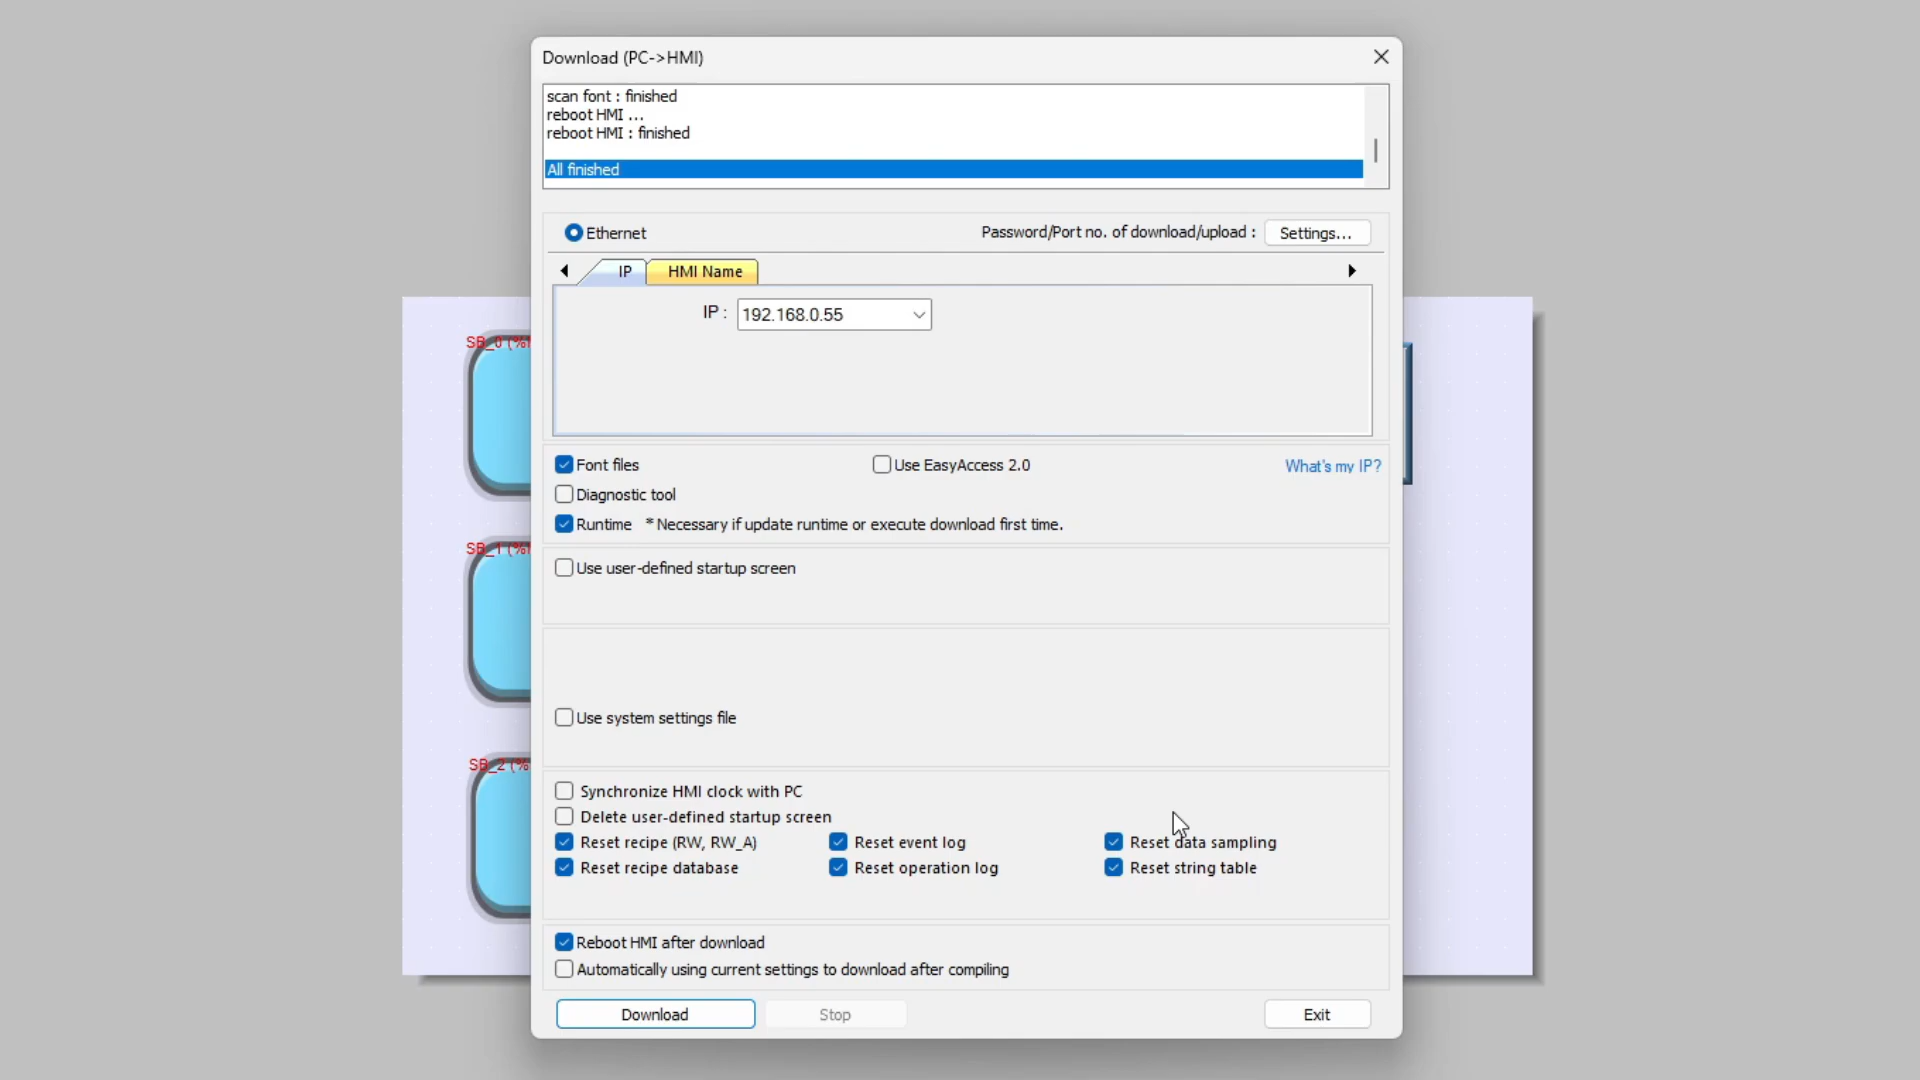 Download (PC->HMI)
scan font : finished
reboot HMI ...
reboot HMI : finished
All finished
Ethernet
Password/Port no. of download/upload :
Settings...
IP
HMI Name
IP :
192.168.0.55
Font files
Use EasyAccess 2.0
What's my IP?
Diagnostic tool
Runtime * Necessary if update runtime or execute download first time.
Use user-defined startup screen
Use system settings file
Synchronize HMI clock with PC
Delete user-defined startup screen
Reset recipe (RW, RW_A)
Reset event log
Reset data sampling
Reset recipe database
Reset operation log
Reset string table
Reboot HMI after download
Automatically using current settings to download after compiling
Download
Stop
Exit
SB_0 (%
SB_1 (%
SB_2 (%